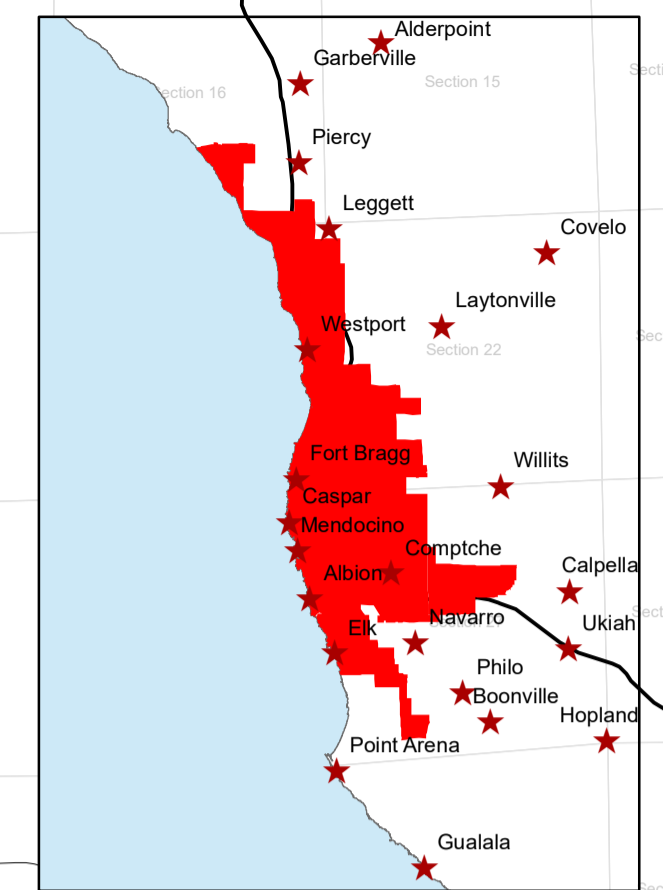 Alderpoint
Garberville
Section 15
Section 16
Piercy
Leggett
Covelo
Laytonville
Westport
Section 22
Fort Bragg
Willits
Caspar
Mendocino
Comptche
Calpella
Albion
Navarro
Ukiah
Elk
Philo
Boonville
Hopland
Point Arena
Gualala